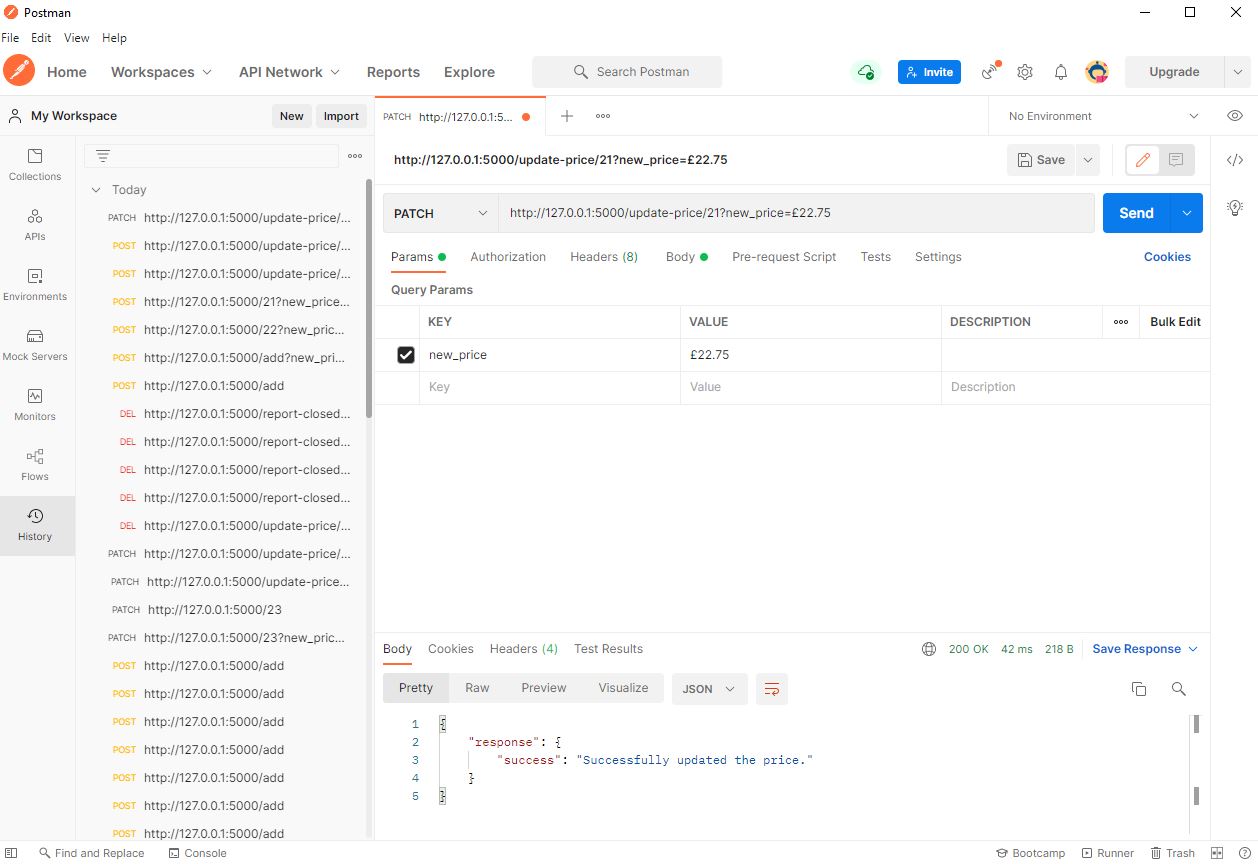 Postman
File Edit View Help
Home Workspaces API Network Reports Explore Search Postman Invite Upgrade
My Workspace New Import
PATCH http://127.0.0.1:5... No Environment
Collections
APIs
Environments
Mock Servers
Monitors
Flows
History
Today
PATCH http://127.0.0.1:5000/update-price/...
POST http://127.0.0.1:5000/update-price/...
POST http://127.0.0.1:5000/update-price/...
POST http://127.0.0.1:5000/21?new_price...
POST http://127.0.0.1:5000/22?new_pric...
POST http://127.0.0.1:5000/add?new_pri...
POST http://127.0.0.1:5000/add
DEL http://127.0.0.1:5000/report-closed...
DEL http://127.0.0.1:5000/report-closed...
DEL http://127.0.0.1:5000/report-closed...
DEL http://127.0.0.1:5000/report-closed...
DEL http://127.0.0.1:5000/update-price/...
PATCH http://127.0.0.1:5000/update-price/...
PATCH http://127.0.0.1:5000/update-price...
PATCH http://127.0.0.1:5000/23
PATCH http://127.0.0.1:5000/23?new_pric...
POST http://127.0.0.1:5000/add
POST http://127.0.0.1:5000/add
POST http://127.0.0.1:5000/add
POST http://127.0.0.1:5000/add
POST http://127.0.0.1:5000/add
POST http://127.0.0.1:5000/add
POST http://127.0.0.1:5000/add
http://127.0.0.1:5000/update-price/21?new_price=£22.75 Save
PATCH http://127.0.0.1:5000/update-price/21?new_price=£22.75 Send
Params Authorization Headers (8) Body Pre-request Script Tests Settings Cookies
Query Params
KEY VALUE DESCRIPTION Bulk Edit
new_price £22.75
Key Value Description
Body Cookies Headers (4) Test Results 200 OK 42 ms 218 B Save Response
Pretty Raw Preview Visualize JSON
1 {
2 "response": {
3 "success": "Successfully updated the price."
4 }
5 }
Find and Replace Console Bootcamp Runner Trash